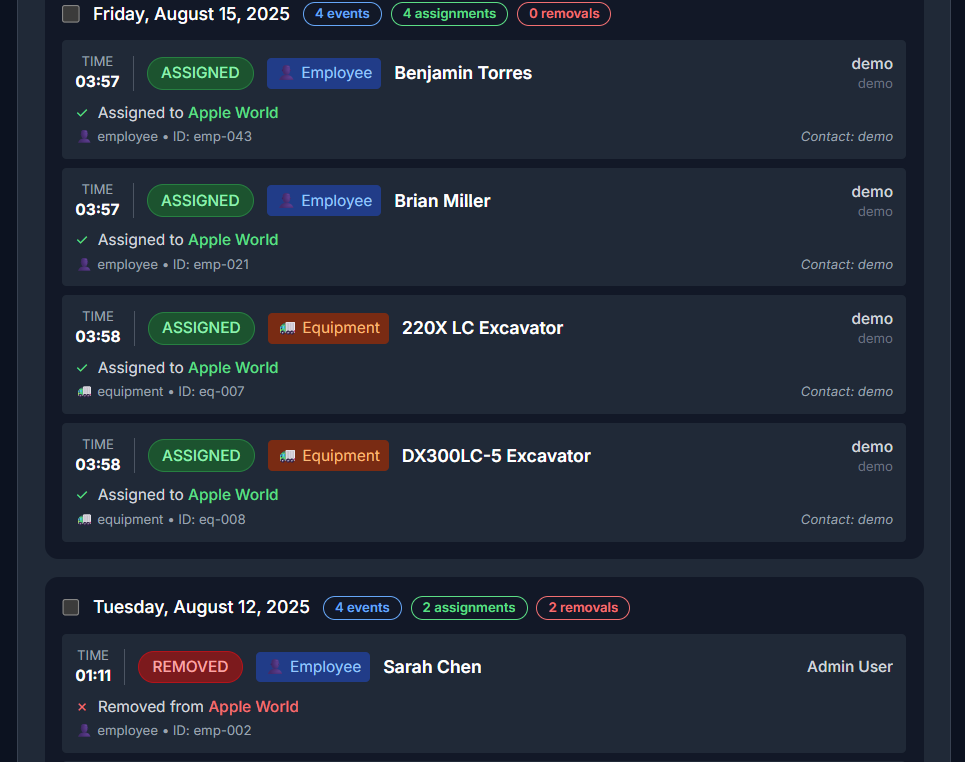 Friday, August 15, 2025 4 events 4 assignments 0 removals
TIME
03:57 ASSIGNED Employee Benjamin Torres demo
demo
Assigned to Apple World
employee • ID: emp-043 Contact: demo
TIME
03:57 ASSIGNED Employee Brian Miller demo
demo
Assigned to Apple World
employee • ID: emp-021 Contact: demo
TIME
03:58 ASSIGNED Equipment 220X LC Excavator demo
demo
Assigned to Apple World
equipment • ID: eq-007 Contact: demo
TIME
03:58 ASSIGNED Equipment DX300LC-5 Excavator demo
demo
Assigned to Apple World
equipment • ID: eq-008 Contact: demo
Tuesday, August 12, 2025 4 events 2 assignments 2 removals
TIME
01:11 REMOVED Employee Sarah Chen Admin User
Removed from Apple World
employee • ID: emp-002